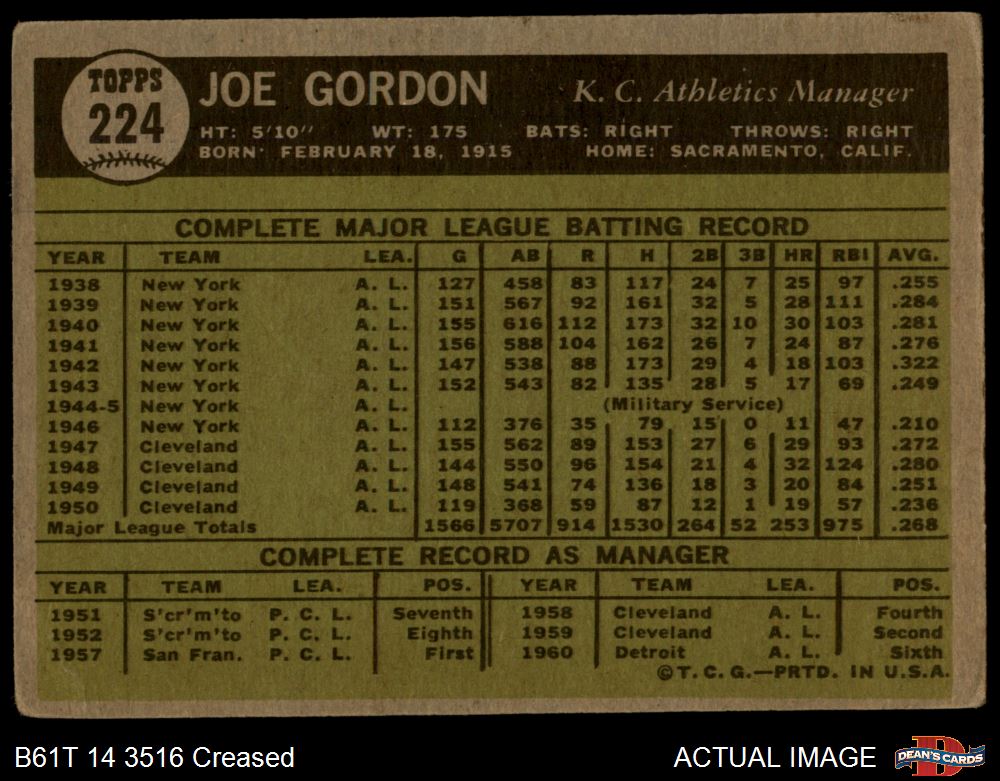 TOPPS
224
JOE GORDON K. C. Athletics Manager
HT: 5'10" WT: 175 BATS: RIGHT THROWS: RIGHT
BORN: FEBRUARY 18, 1915 HOME: SACRAMENTO, CALIF.
COMPLETE MAJOR LEAGUE BATTING RECORD
YEAR TEAM LEA. G AB R H 2B 3B HR RBI AVG.
1938 New York A. L. 127 458 83 117 24 7 25 97 .255
1939 New York A. L. 151 567 92 161 32 5 28 111 .284
1940 New York A. L. 155 616 112 173 32 10 30 103 .281
1941 New York A. L. 156 588 104 162 26 7 24 87 .276
1942 New York A. L. 147 538 88 173 29 4 18 103 .322
1943 New York A. L. 152 543 82 135 28 5 17 69 .249
1944-5 New York A. L. (Military Service)
1946 New York A. L. 112 376 35 79 15 0 11 47 .210
1947 Cleveland A. L. 155 562 89 153 27 6 29 93 .272
1948 Cleveland A. L. 144 550 96 154 21 4 32 124 .280
1949 Cleveland A. L. 148 541 74 136 18 3 20 84 .251
1950 Cleveland A. L. 119 368 59 87 12 1 19 57 .236
Major League Totals 1566 5707 914 1530 264 52 253 975 .268
COMPLETE RECORD AS MANAGER
YEAR TEAM LEA. POS. YEAR TEAM LEA. POS.
1951 S'cr'm'to P. C. L. Seventh 1958 Cleveland A. L. Fourth
1952 S'cr'm'to P. C. L. Eighth 1959 Cleveland A. L. Second
1957 San Fran. P. C. L. First 1960 Detroit A. L. Sixth
©T. C. G.—PRTD. IN U.S.A.
B61T 14 3516 Creased ACTUAL IMAGE DEAN'S CARDS